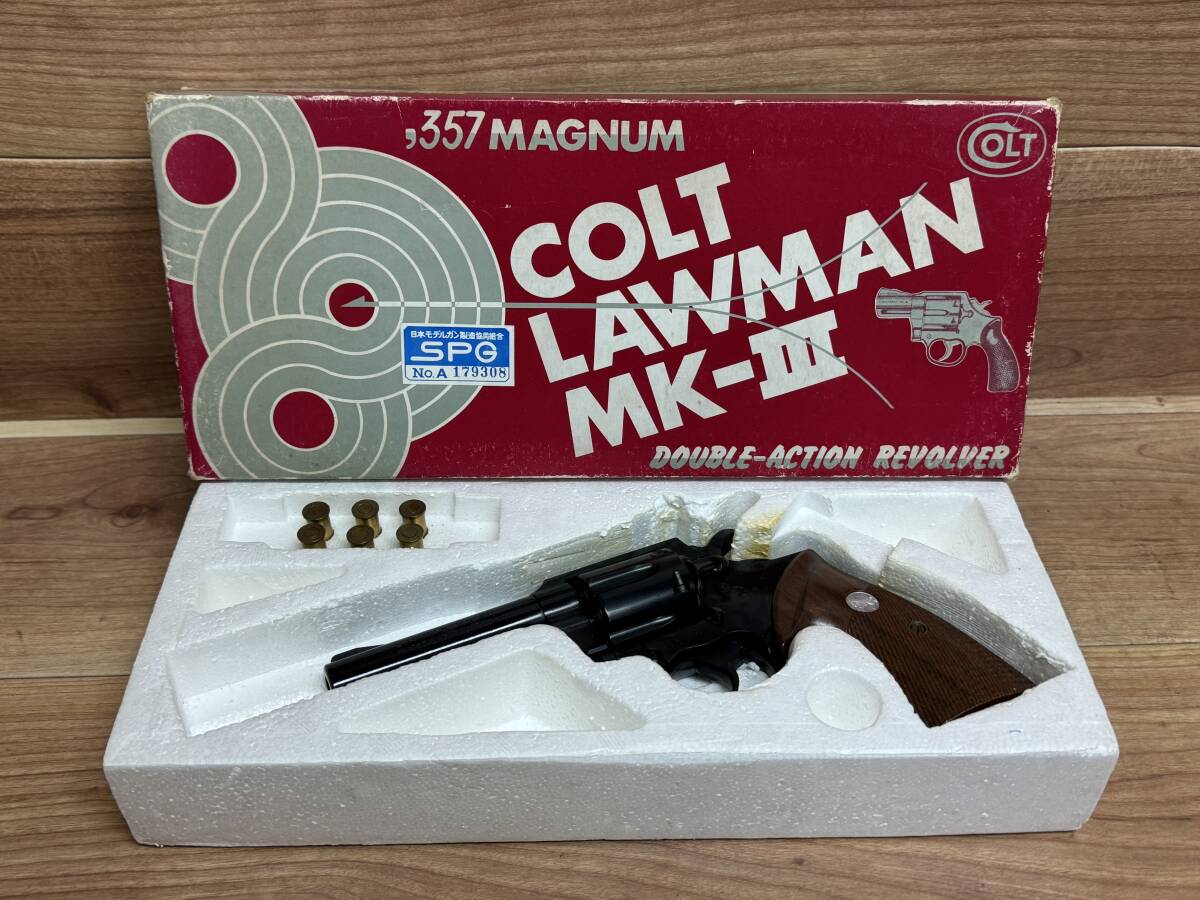 ,357 MAGNUM
COLT
COLT
LAWMAN
MK-III
日本モデルガン製造協同組合
SPG
No.A 179308
DOUBLE-ACTION REVOLVER